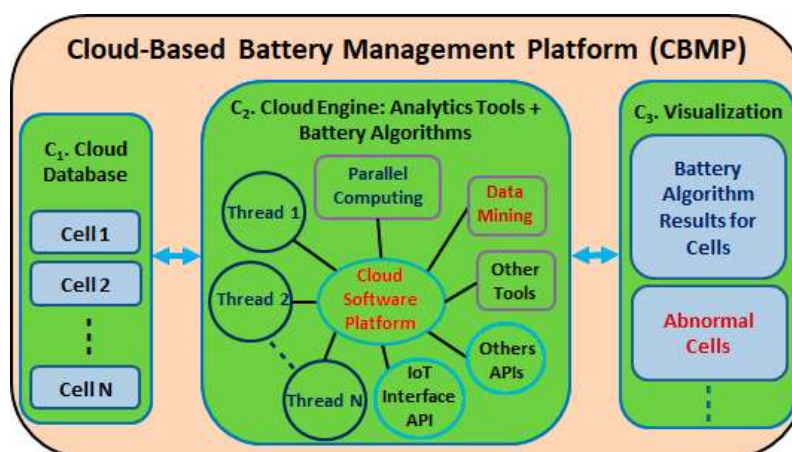 Cloud-Based Battery Management Platform (CBMP)
C₁. Cloud
Database
Cell 1
Cell 2
Cell N
C₂. Cloud Engine: Analytics Tools +
Battery Algorithms
Thread 1
Parallel
Computing
Data
Mining
Thread 2
Cloud
Software
Platform
Other
Tools
Others
APIs
Thread N
IoT
Interface
API
C₃. Visualization
Battery
Algorithm
Results for
Cells
Abnormal
Cells